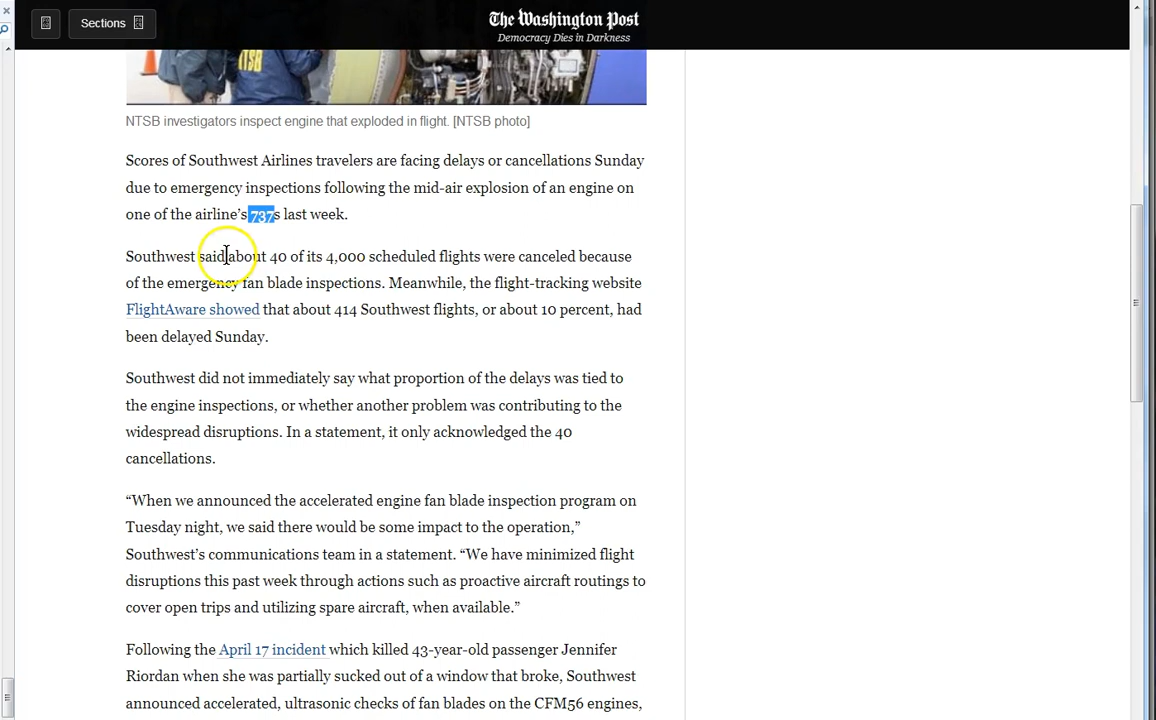 Sections
The Washington Post
Democracy Dies in Darkness
NTSB
NTSB investigators inspect engine that exploded in flight. [NTSB photo]
Scores of Southwest Airlines travelers are facing delays or cancellations Sunday
due to emergency inspections following the mid-air explosion of an engine on
one of the airline’s 737s last week.
Southwest said about 40 of its 4,000 scheduled flights were canceled because
of the emergency fan blade inspections. Meanwhile, the flight-tracking website
FlightAware showed that about 414 Southwest flights, or about 10 percent, had
been delayed Sunday.
Southwest did not immediately say what proportion of the delays was tied to
the engine inspections, or whether another problem was contributing to the
widespread disruptions. In a statement, it only acknowledged the 40
cancellations.
“When we announced the accelerated engine fan blade inspection program on
Tuesday night, we said there would be some impact to the operation,”
Southwest’s communications team in a statement. “We have minimized flight
disruptions this past week through actions such as proactive aircraft routings to
cover open trips and utilizing spare aircraft, when available.”
Following the April 17 incident which killed 43-year-old passenger Jennifer
Riordan when she was partially sucked out of a window that broke, Southwest
announced accelerated, ultrasonic checks of fan blades on the CFM56 engines,